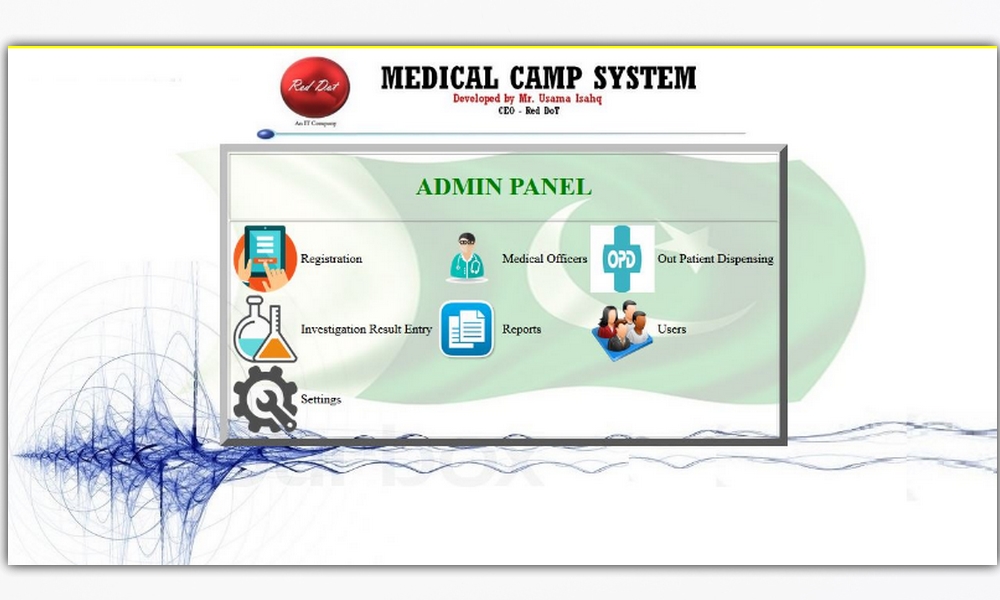 Red Dot
An IT Company
MEDICAL CAMP SYSTEM
Developed by Mr. Usama Isahq
CEO - Red DoT
ADMIN PANEL
Registration
Medical Officers
OPD
Out Patient Dispensing
Investigation Result Entry
Reports
Users
Settings